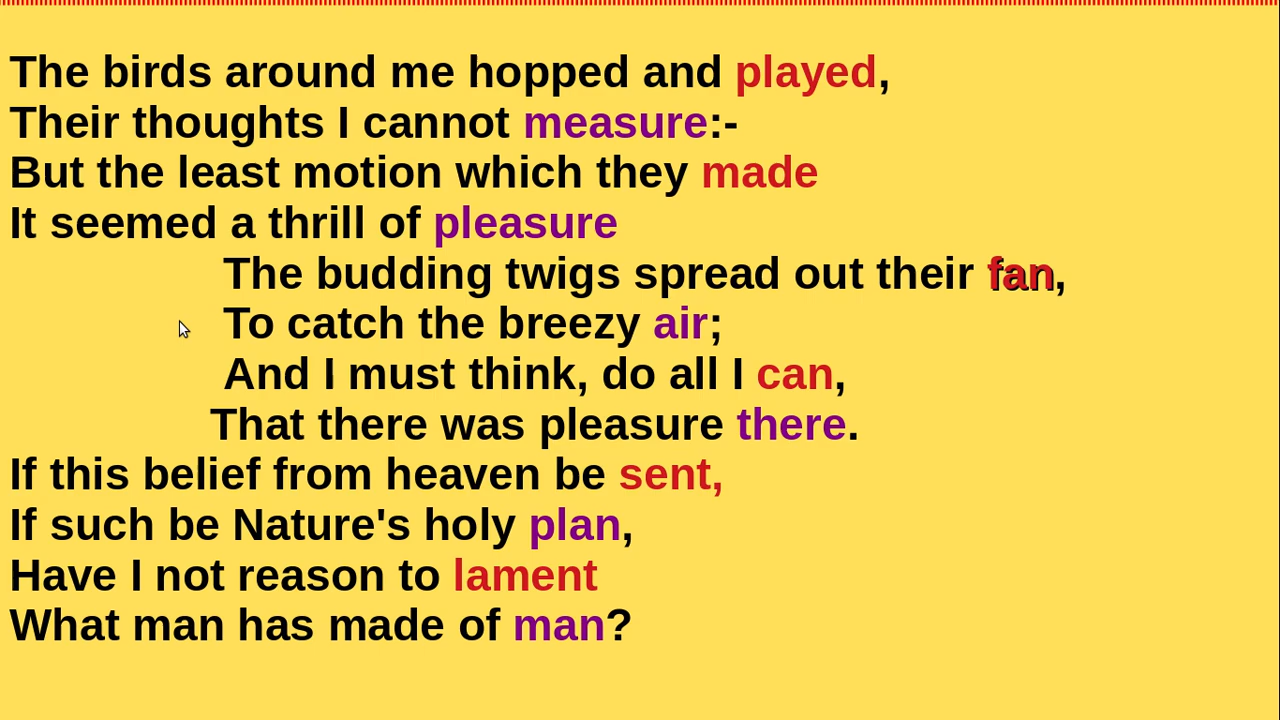 The birds around me hopped and played,
Their thoughts I cannot measure:-
But the least motion which they made
It seemed a thrill of pleasure
The budding twigs spread out their fan,
To catch the breezy air;
And I must think, do all I can,
That there was pleasure there.
If this belief from heaven be sent,
If such be Nature's holy plan,
Have I not reason to lament
What man has made of man?